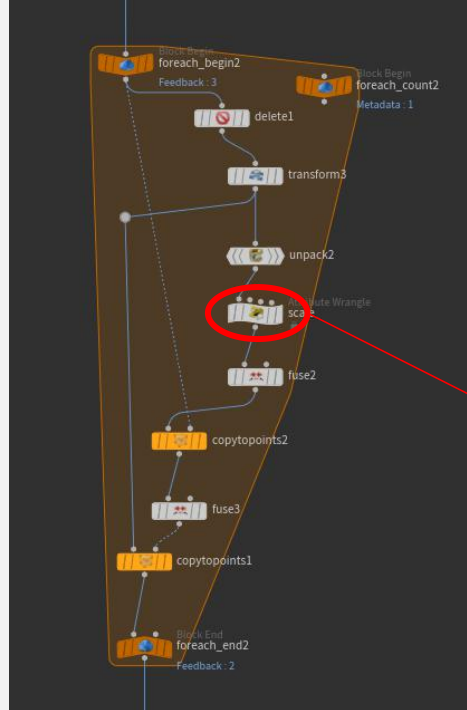 Block Begin
foreach_begin2
Feedback : 3
Block Begin
foreach_count2
Metadata : 1
delete1
transform3
unpack2
Attribute Wrangle
scale
fuse2
copytopoints2
fuse3
copytopoints1
Block End
foreach_end2
Feedback : 2